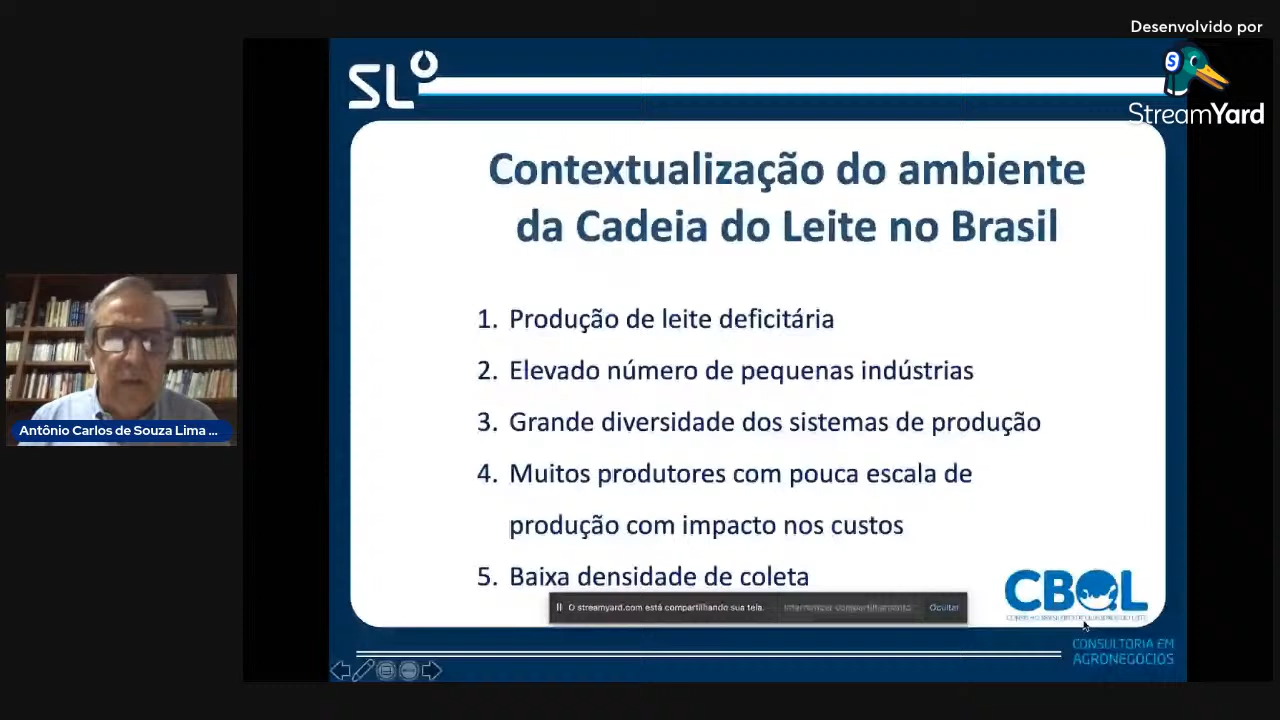 Desenvolvido por
StreamYard
SL
Contextualização do ambiente
da Cadeia do Leite no Brasil
1. Produção de leite deficitária
2. Elevado número de pequenas indústrias
3. Grande diversidade dos sistemas de produção
4. Muitos produtores com pouca escala de
produção com impacto nos custos
5. Baixa densidade de coleta
Antônio Carlos de Souza Lima ...
O streamyard.com está compartilhando sua tela. Interromper compartilhamento Ocultar
CBQL
CONSULTORIA EM
AGRONEGÓCIOS